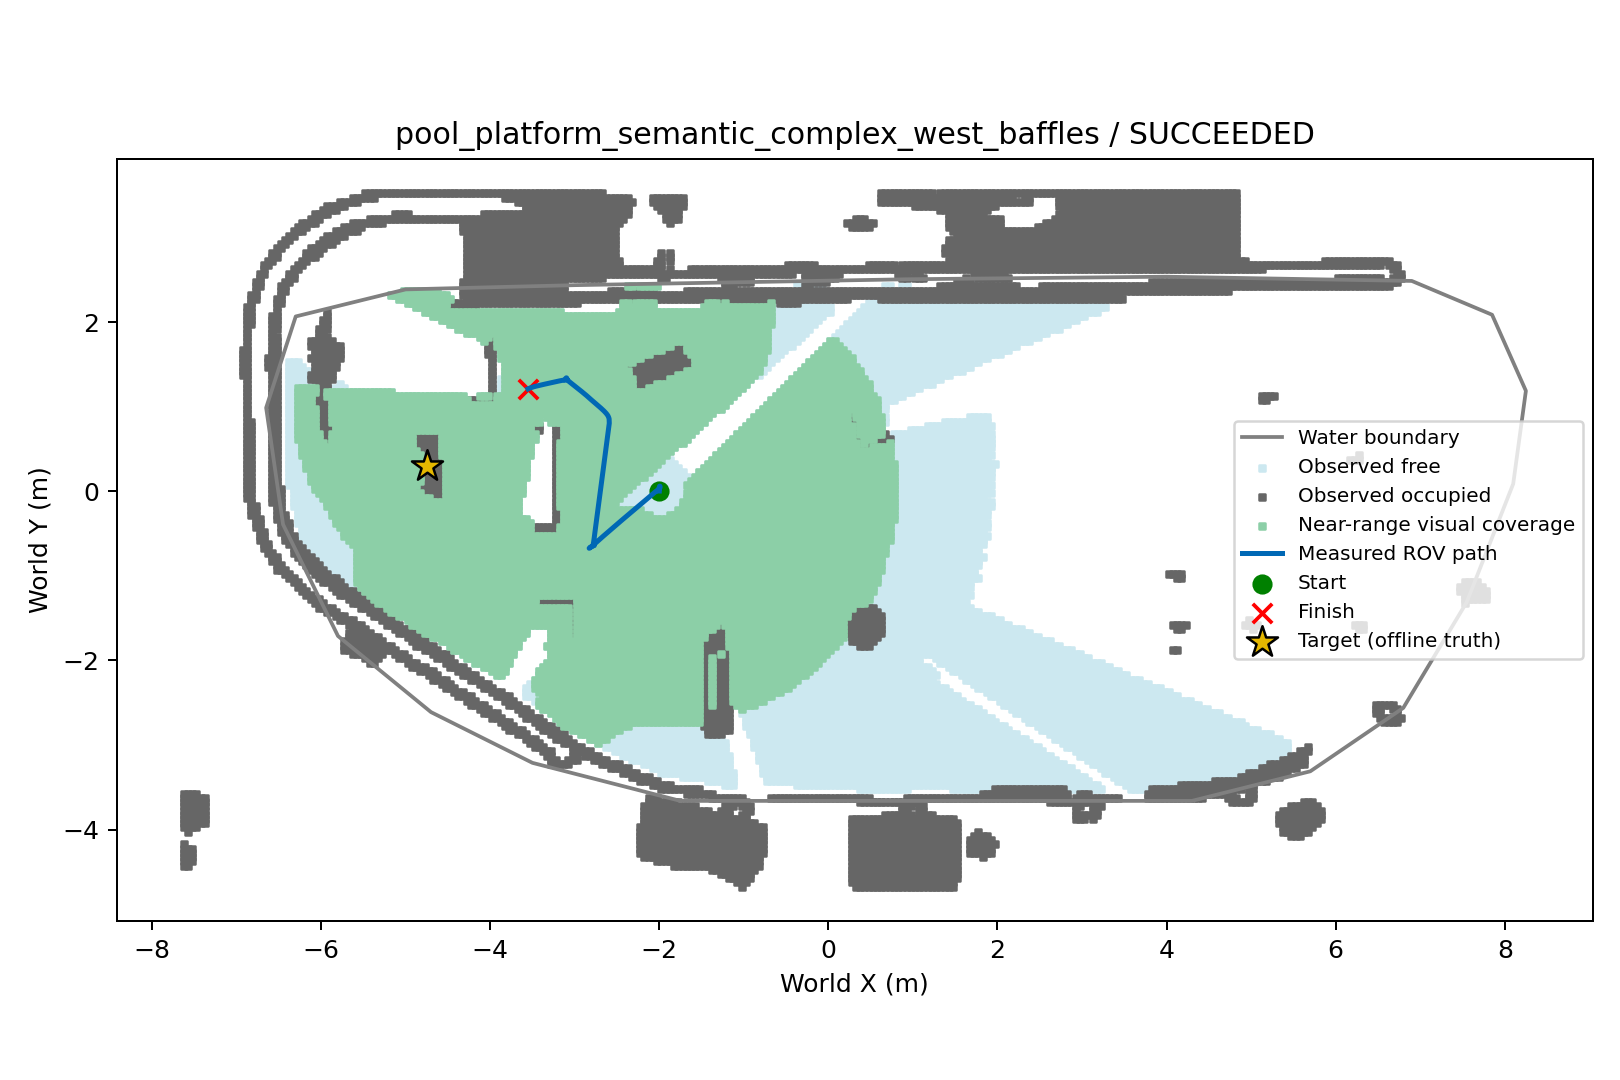 pool_platform_semantic_complex_west_baffles / SUCCEEDED
World Y (m)
2
0
−2
−4
−8
−6
−4
−2
0
2
4
6
8
World X (m)
Water boundary
Observed free
Observed occupied
Near-range visual coverage
Measured ROV path
Start
Finish
Target (offline truth)